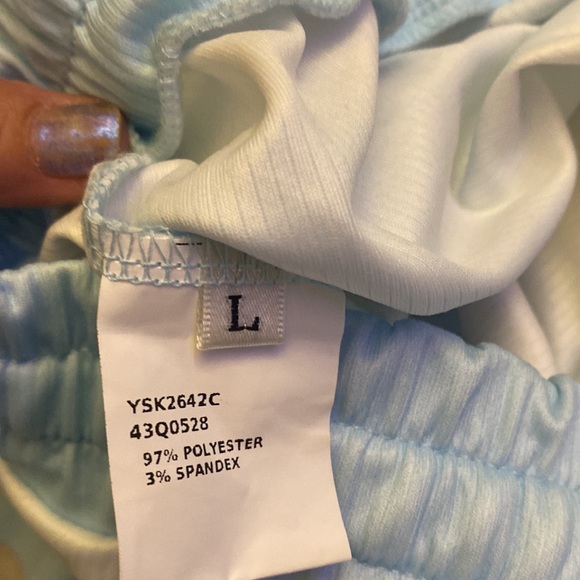 L
YSK2642C
43Q0528
97% POLYESTER
3% SPANDEX